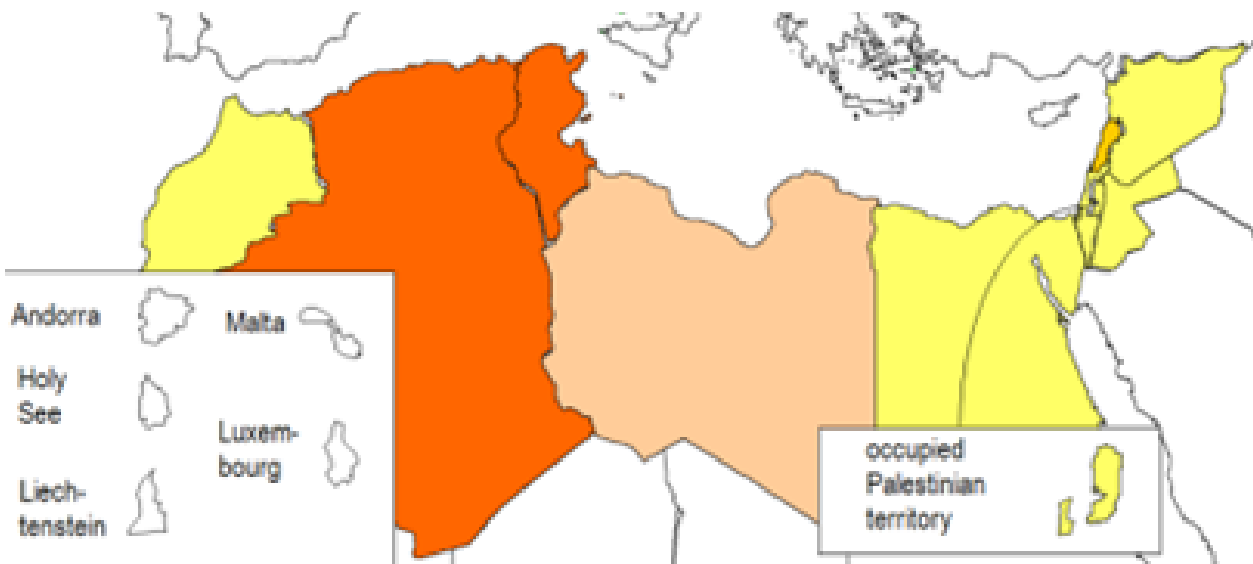 Andorra
Malta
Holy
See
Luxem-
bourg
Liech-
tenstein
occupied
Palestinian
territory